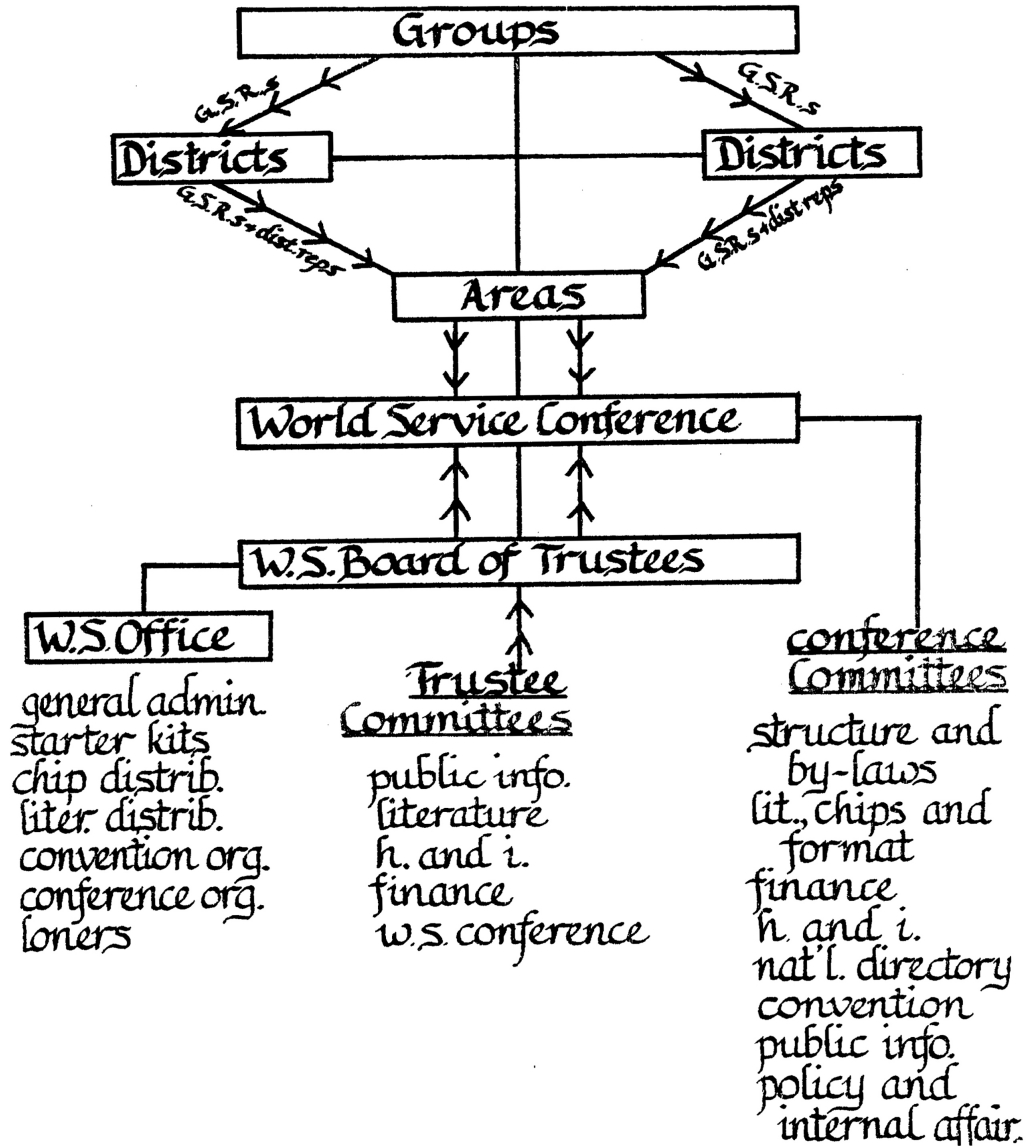 Groups
G.S.R.s
G.S.R.s
Districts
Districts
G.S.R.s+dist.reps
G.S.R.s+dist reps
Areas
World Service Conference
W.S.Board of Trustees
W.S.Office
general admin.
starter kits
chip distrib.
liter. distrib.
convention org.
conference org.
loners
Trustee
Committees
public info.
literature
h. and i.
finance
w.s. conference
conference
Committees
structure and
by-laws
lit., chips and
format
finance
h. and i.
nat'l. directory
convention
public info.
policy and
internal affair.